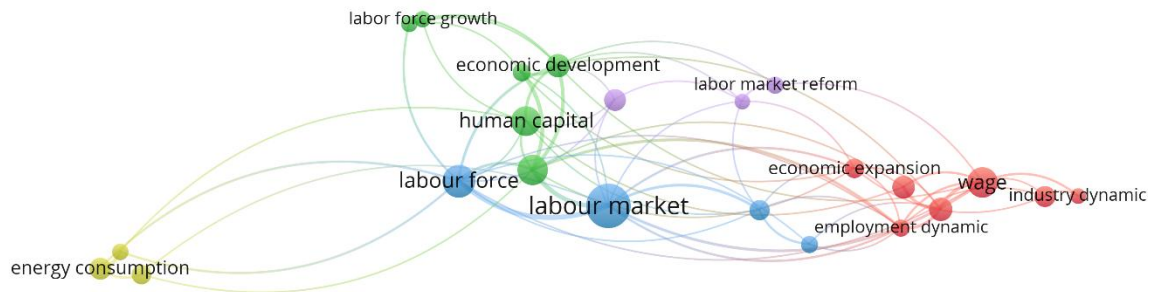 labor force growth
economic development
labor market reform
human capital
economic expansion
labour force
wage
industry dynamic
labour market
employment dynamic
energy consumption